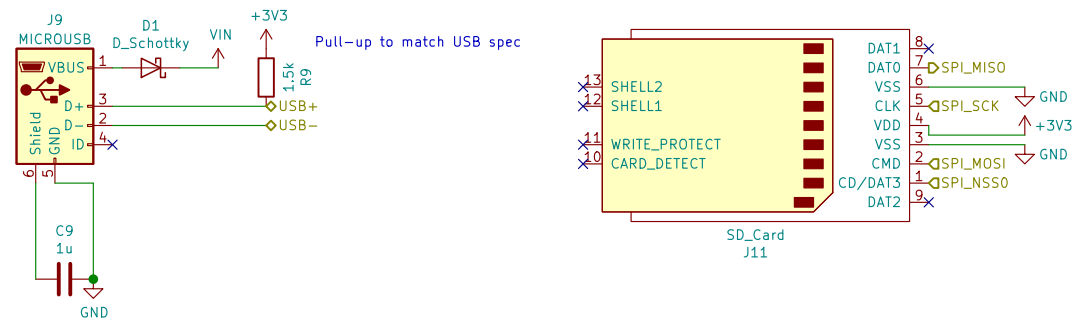 J9
MICROUSB
VBUS
1
D+
3
D-
2
ID
4
Shield
GND
6
5
D1
D_Schottky
VIN
+3V3
1.5k
R9
Pull-up to match USB spec
USB+
USB-
C9
1u
GND
13
SHELL2
12
SHELL1
11
WRITE_PROTECT
10
CARD_DETECT
DAT1
8
DAT0
7
SPI_MISO
VSS
6
GND
CLK
5
SPI_SCK
VDD
4
+3V3
VSS
3
GND
CMD
2
SPI_MOSI
CD/DAT3
1
SPI_NSS0
DAT2
9
SD_Card
J11